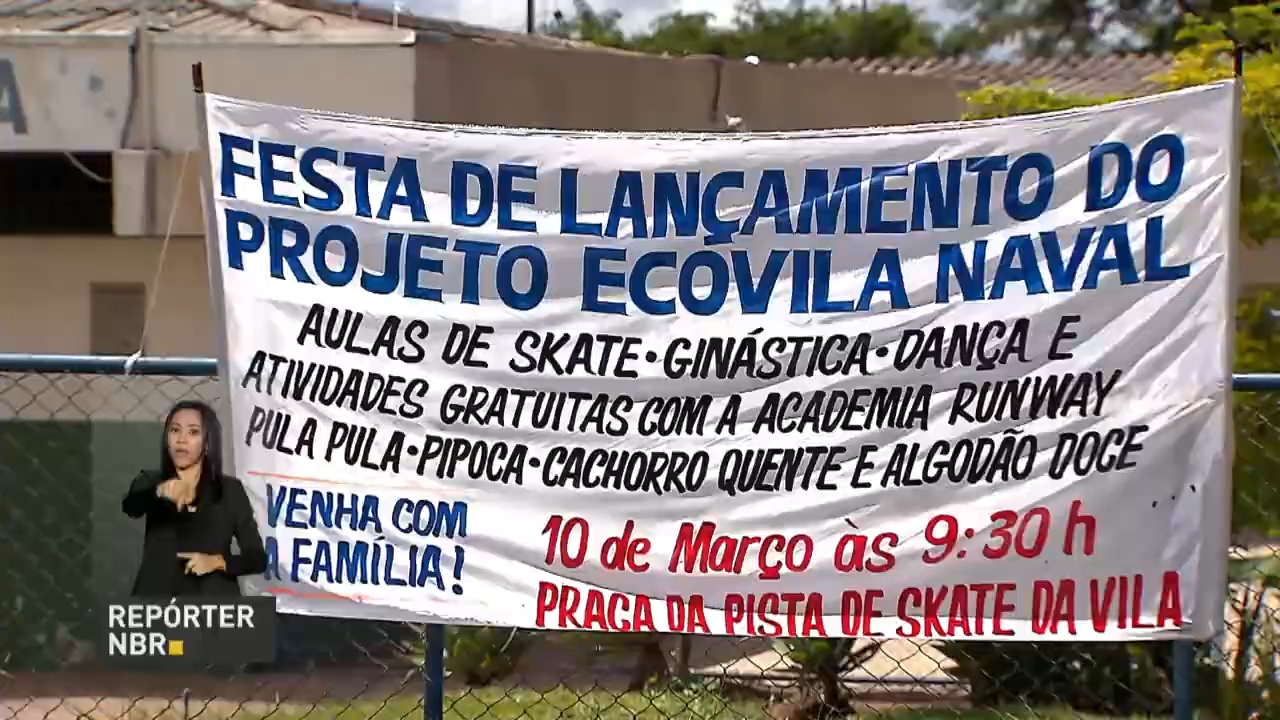 A
FESTA DE LANÇAMENTO DO
PROJETO ECOVILA NAVAL
AULAS DE SKATE • GINÁSTICA • DANÇA E
ATIVIDADES GRATUITAS COM A ACADEMIA RUNWAY
PULA PULA • PIPOCA • CACHORRO QUENTE E ALGODÃO DOCE
VENHA COM
A FAMÍLIA!
10 de Março às 9:30 h
PRAÇA DA PISTA DE SKATE DA VILA
REPÓRTER
NBR